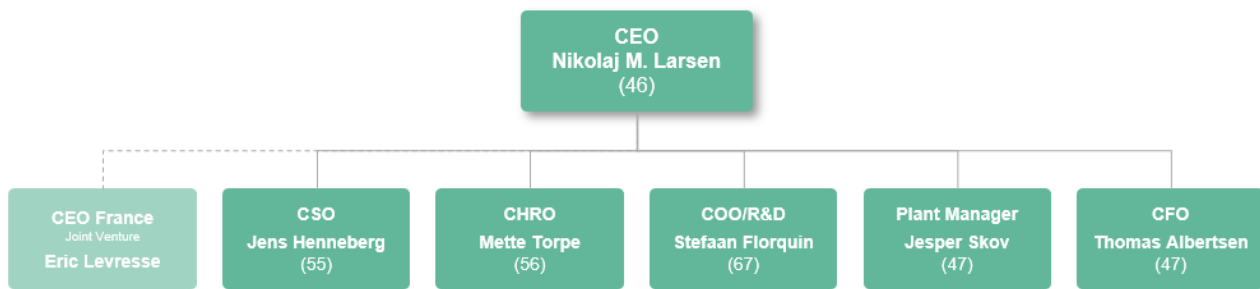 CEO
Nikolaj M. Larsen
(46)
CEO France
Joint Venture
Eric Levresse
CSO
Jens Henneberg
(55)
CHRO
Mette Torpe
(56)
COO/R&D
Stefaan Florquin
(67)
Plant Manager
Jesper Skov
(47)
CFO
Thomas Albertsen
(47)